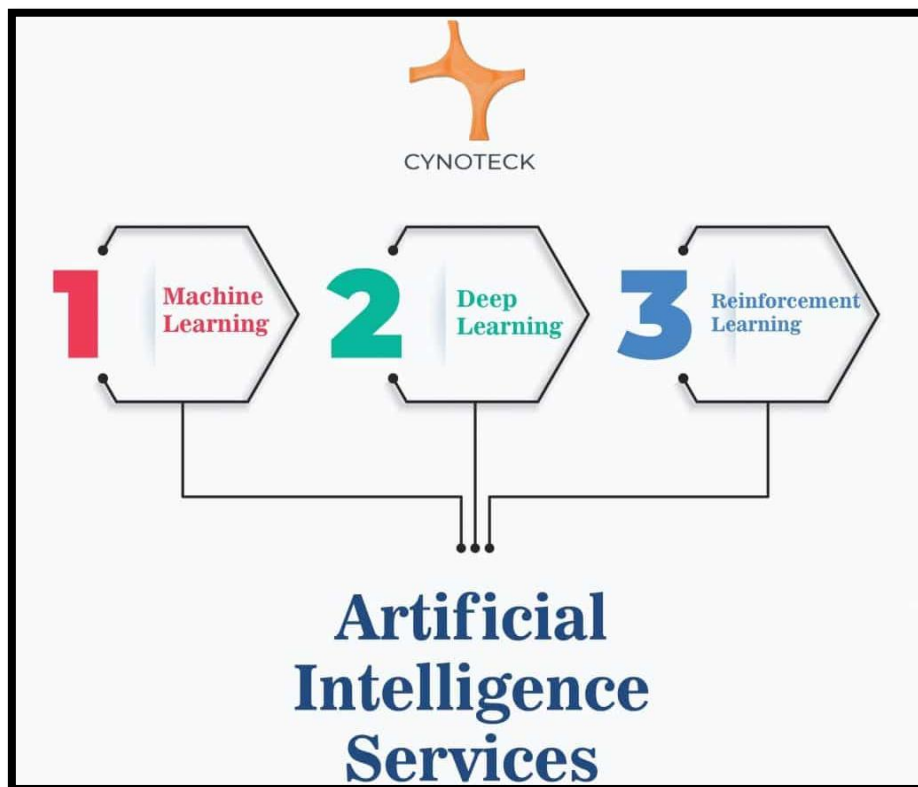 CYNOTECK
1
Machine
Learning
2
Deep
Learning
3
Reinforcement
Learning
Artificial
Intelligence
Services